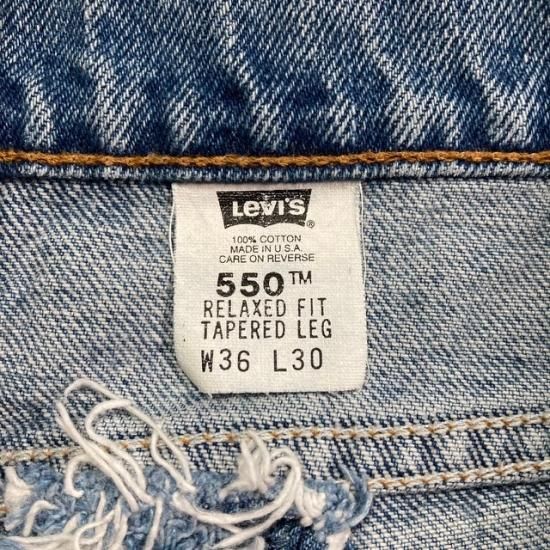 Levi's®
100% COTTON
MADE IN U.S.A.
CARE ON REVERSE
550™
RELAXED FIT
TAPERED LEG
W36 L30